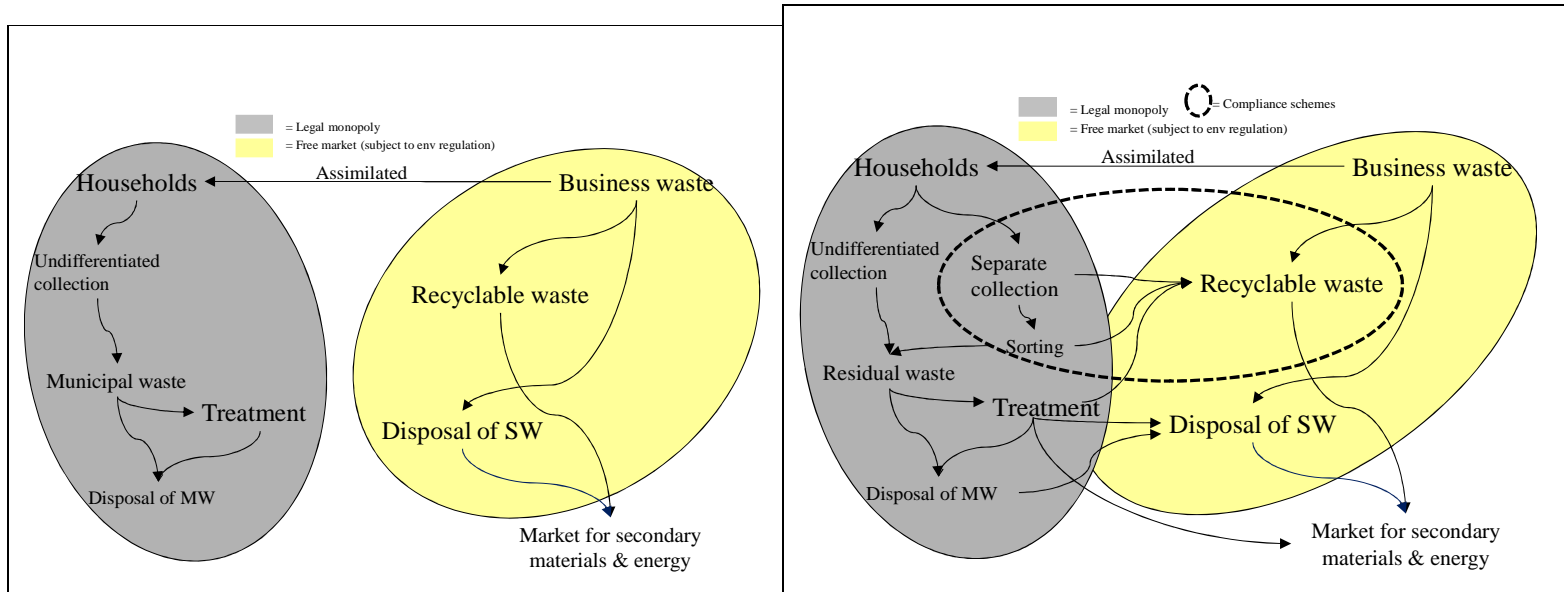 = Legal monopoly
= Free market (subject to env regulation)
Households
Assimilated
Business waste
Undifferentiated
collection
Recyclable waste
Municipal waste
Treatment
Disposal of SW
Disposal of MW
Market for secondary
materials & energy
= Legal monopoly
= Compliance schemes
= Free market (subject to env regulation)
Households
Assimilated
Business waste
Undifferentiated
collection
Separate
collection
Recyclable waste
Sorting
Residual waste
Treatment
Disposal of SW
Disposal of MW
Market for secondary
materials & energy